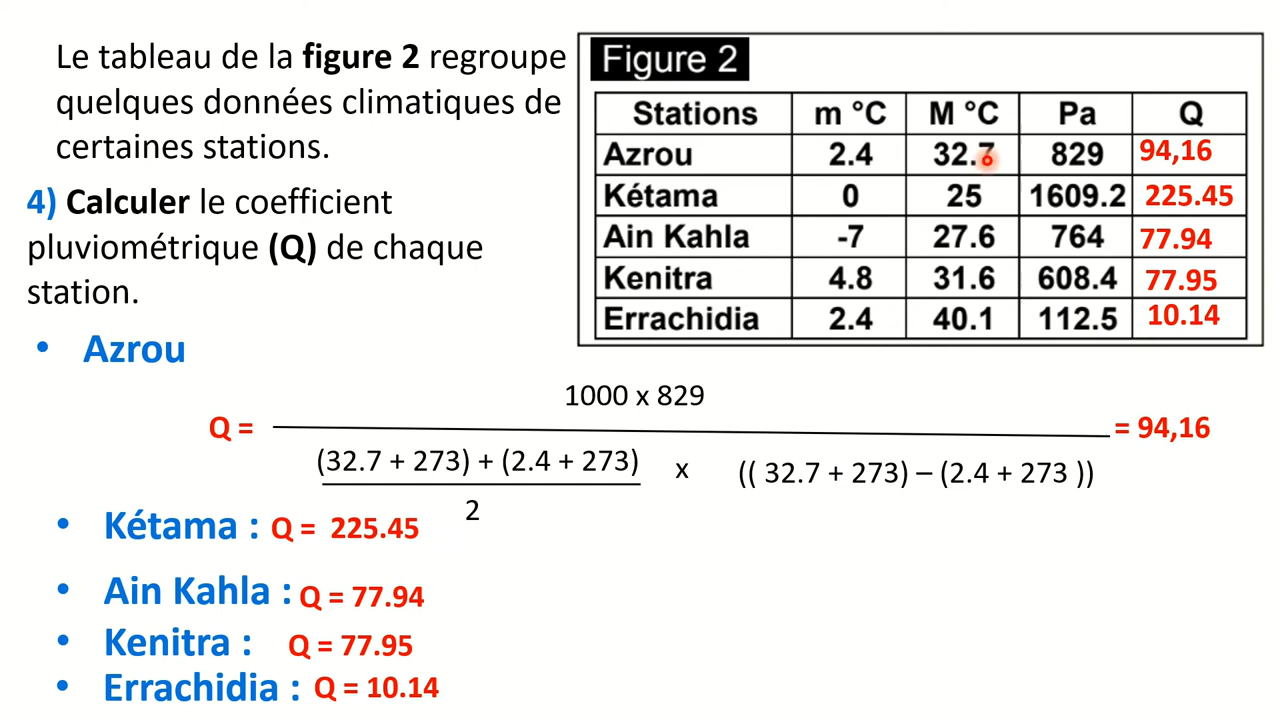 Le tableau de la figure 2 regroupe
quelques données climatiques de
certaines stations.
4) Calculer le coefficient
pluviométrique (Q) de chaque
station.
Figure 2
Stations m °C M °C Pa Q
Azrou 2.4 32.7 829 94,16
Kétama 0 25 1609.2 225.45
Ain Kahla -7 27.6 764 77.94
Kenitra 4.8 31.6 608.4 77.95
Errachidia 2.4 40.1 112.5 10.14
• Azrou
1000 x 829
Q = = 94,16
(32.7 + 273) + (2.4 + 273) x (( 32.7 + 273) – (2.4 + 273 ))
2
• Kétama : Q = 225.45
• Ain Kahla : Q = 77.94
• Kenitra : Q = 77.95
• Errachidia : Q = 10.14